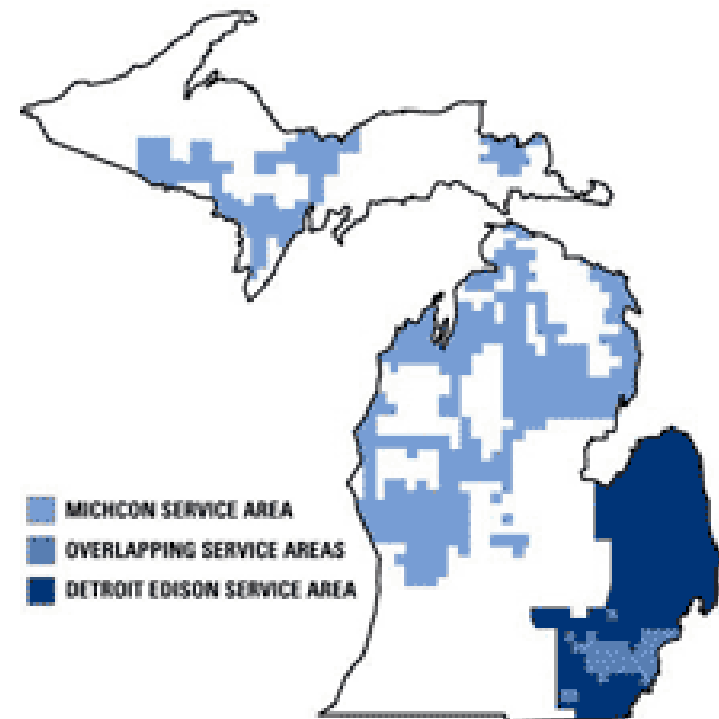 MICHCON SERVICE AREA
OVERLAPPING SERVICE AREAS
DETROIT EDISON SERVICE AREA